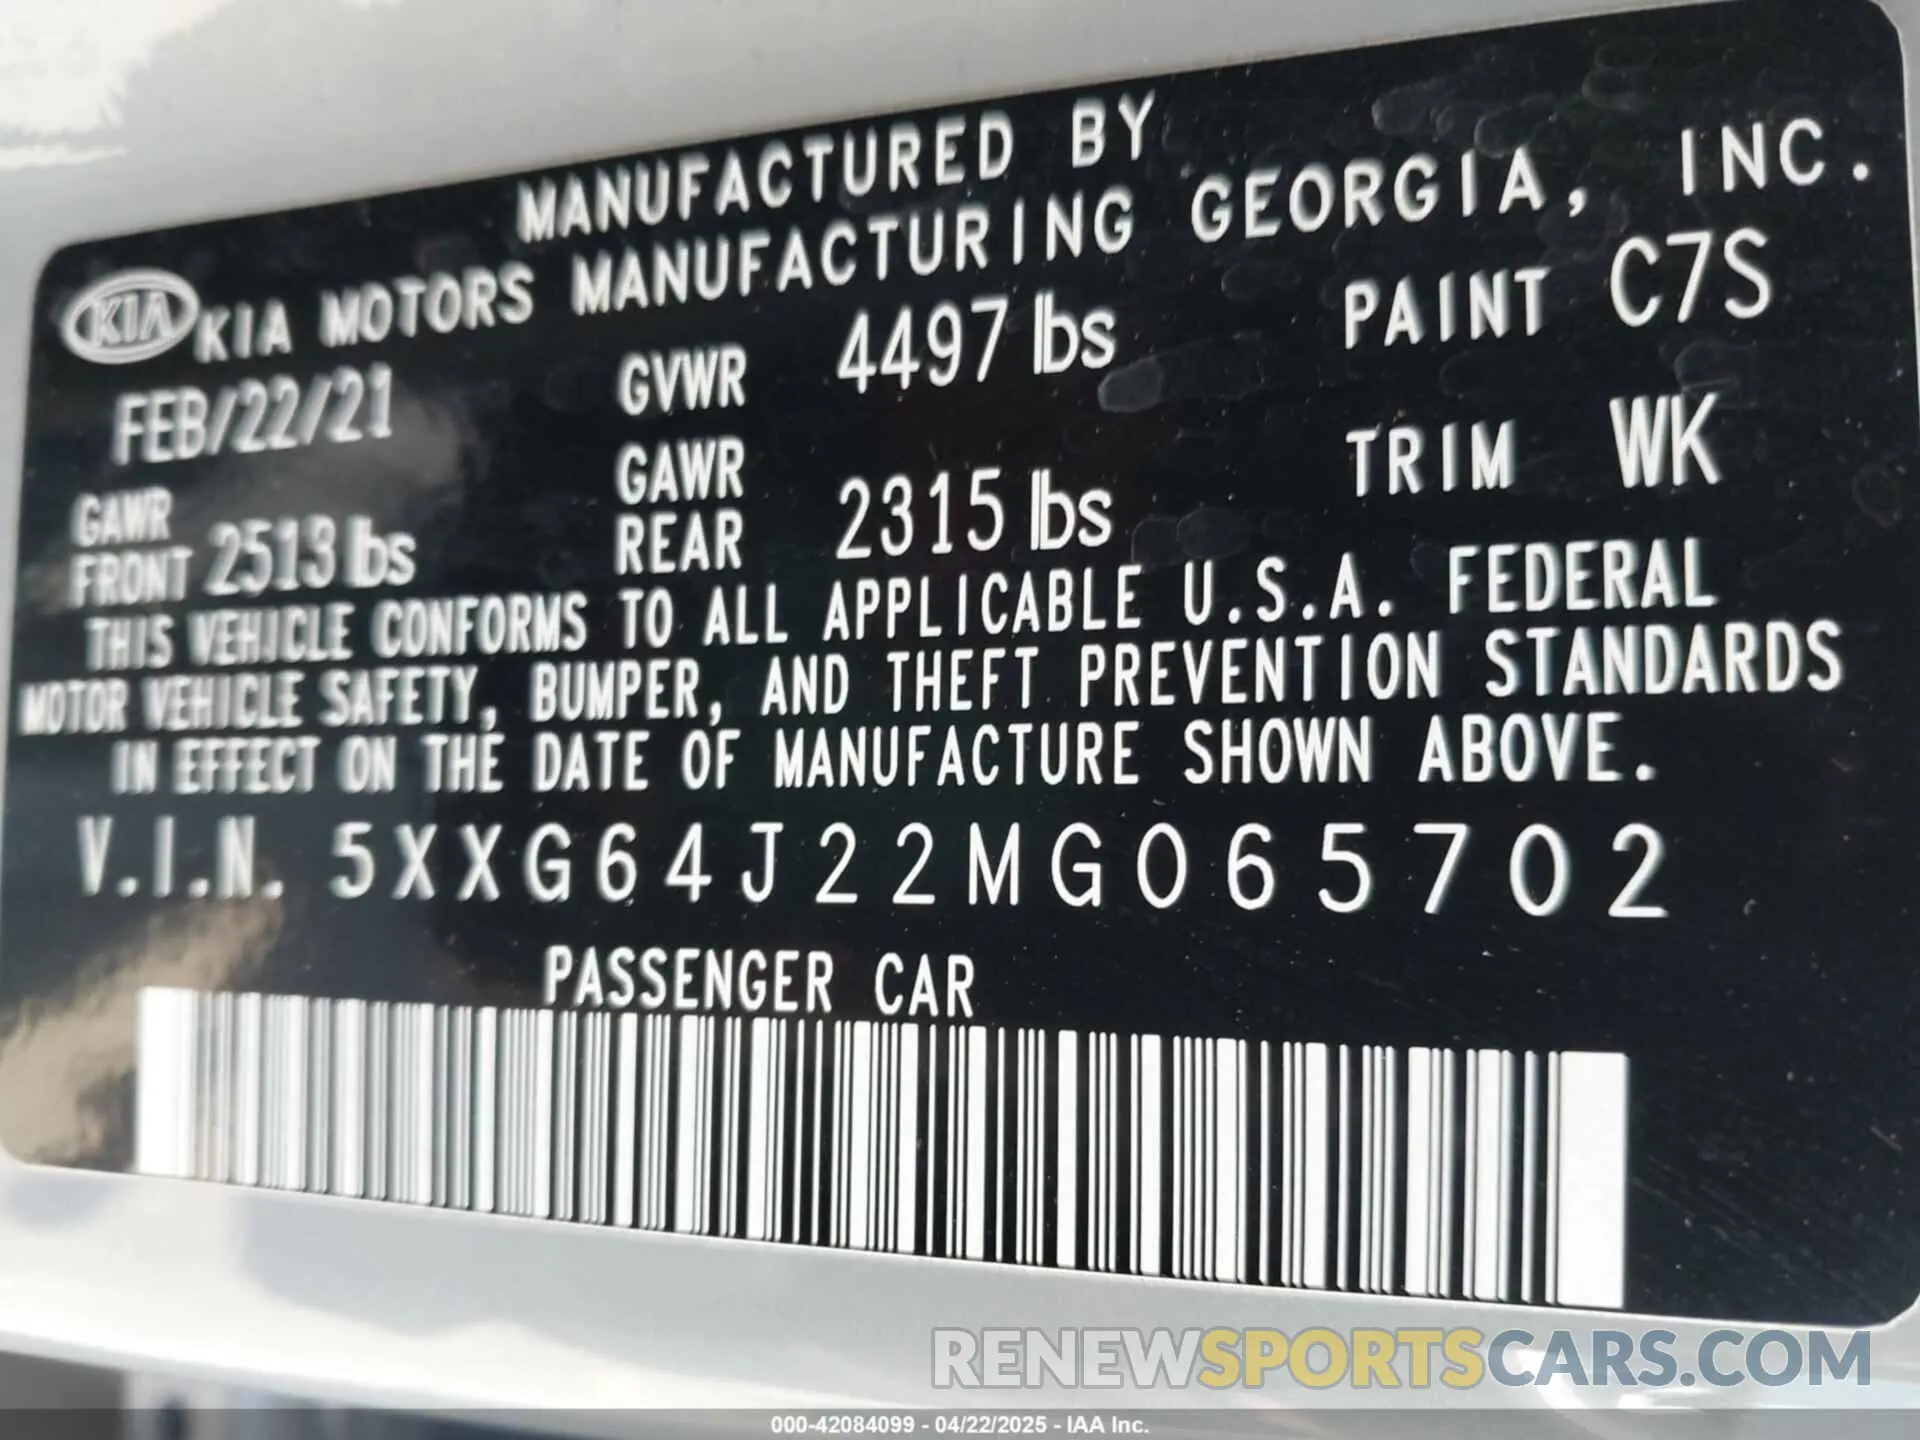 MANUFACTURED BY
KIA KIA MOTORS MANUFACTURING GEORGIA, INC.
FEB/22/21 GVWR 4497 lbs PAINT C7S
GAWR FRONT 2513 lbs GAWR REAR 2315 lbs TRIM WK
THIS VEHICLE CONFORMS TO ALL APPLICABLE U.S.A. FEDERAL
MOTOR VEHICLE SAFETY, BUMPER, AND THEFT PREVENTION STANDARDS
IN EFFECT ON THE DATE OF MANUFACTURE SHOWN ABOVE.
V.I.N. 5XXG64J22MG065702
PASSENGER CAR
RENEWSPORTSCARS.COM
000-42084099 - 04/22/2025 - IAA Inc.